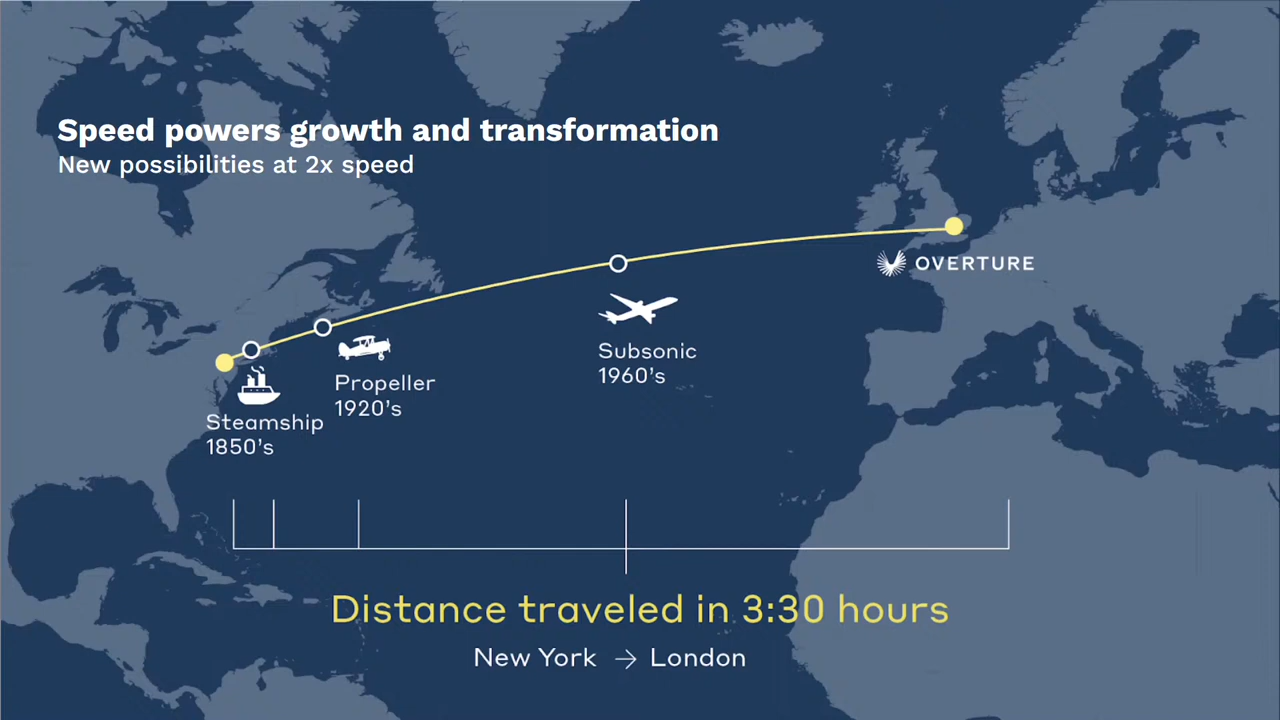 Speed powers growth and transformation
New possibilities at 2x speed
OVERTURE
Subsonic
1960's
Propeller
1920's
Steamship
1850's
Distance traveled in 3:30 hours
New York → London